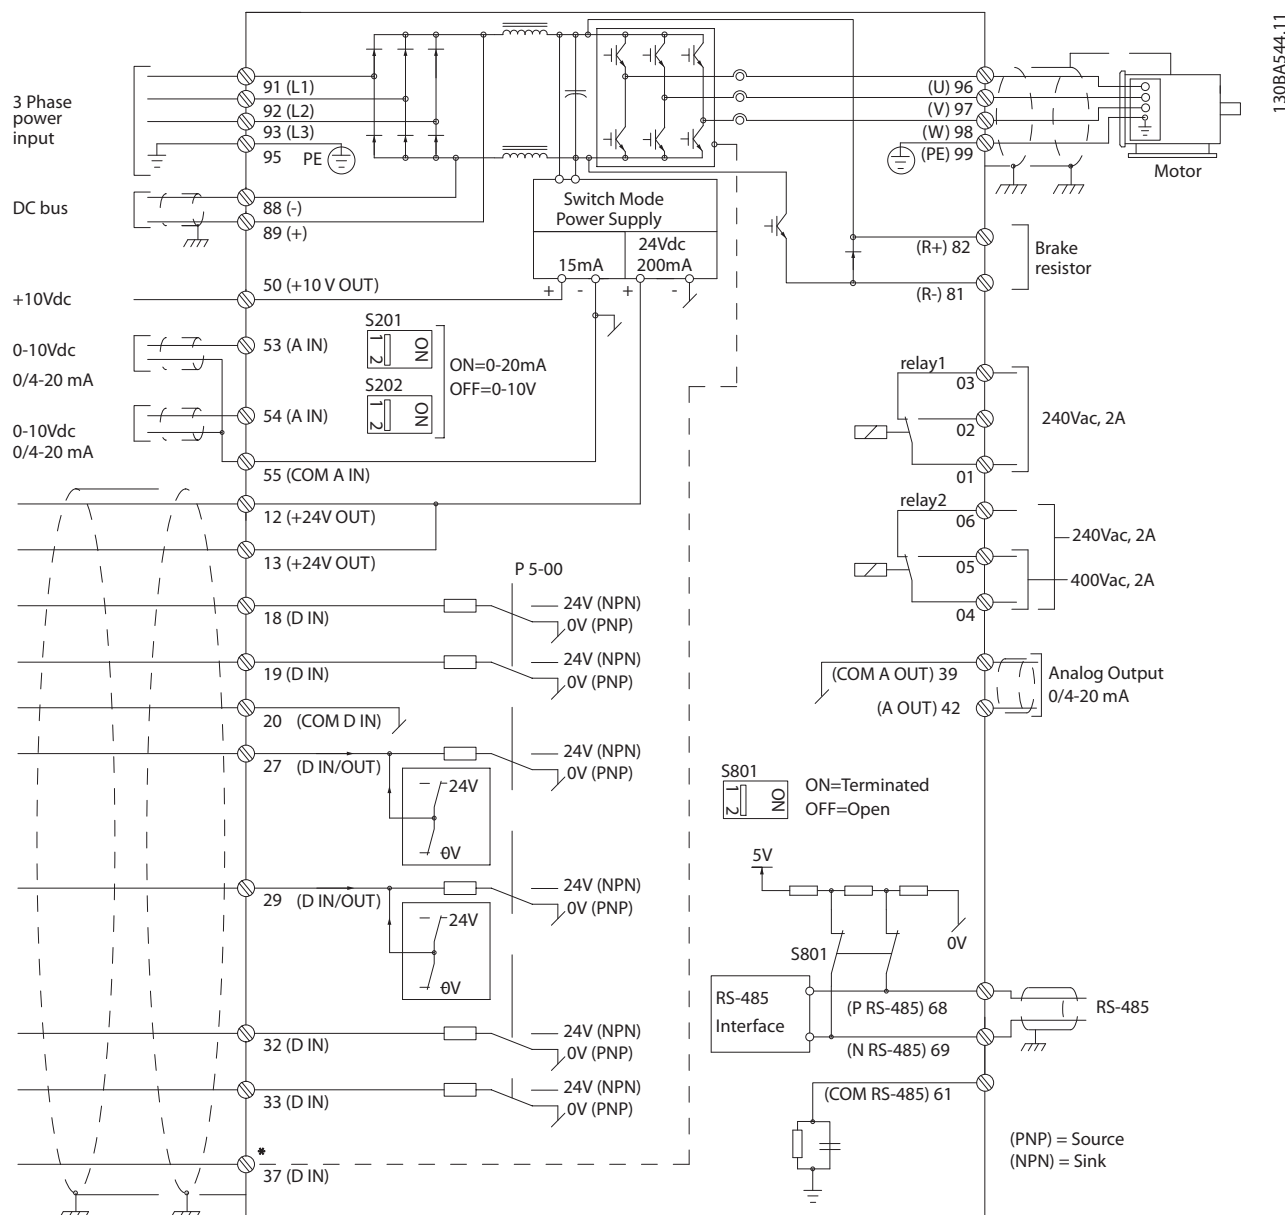 130BA544.11
3 Phase
power
input
91 (L1)
92 (L2)
93 (L3)
95
PE
DC bus
88 (-)
89 (+)
+10Vdc
50 (+10 V OUT)
0-10Vdc
0/4-20 mA
53 (A IN)
0-10Vdc
0/4-20 mA
54 (A IN)
55 (COM A IN)
12 (+24V OUT)
13 (+24V OUT)
18 (D IN)
19 (D IN)
20 (COM D IN)
27 (D IN/OUT)
24V
0V
29 (D IN/OUT)
24V
0V
32 (D IN)
33 (D IN)
*
37 (D IN)
S201
1 2
ON
S202
1 2
ON
ON=0-20mA
OFF=0-10V
P 5-00
24V (NPN)
0V (PNP)
24V (NPN)
0V (PNP)
24V (NPN)
0V (PNP)
24V (NPN)
0V (PNP)
24V (NPN)
0V (PNP)
24V (NPN)
0V (PNP)
Switch Mode
Power Supply
24Vdc
15mA
200mA
+ - + -
(U) 96
(V) 97
(W) 98
(PE) 99
Motor
(R+) 82
(R-) 81
Brake
resistor
relay1
03
02
01
240Vac, 2A
relay2
06
05
04
240Vac, 2A
400Vac, 2A
(COM A OUT) 39
(A OUT) 42
Analog Output
0/4-20 mA
S801
1 2
ON
ON=Terminated
OFF=Open
5V
0V
S801
RS-485
Interface
(P RS-485) 68
(N RS-485) 69
RS-485
(COM RS-485) 61
(PNP) = Source
(NPN) = Sink